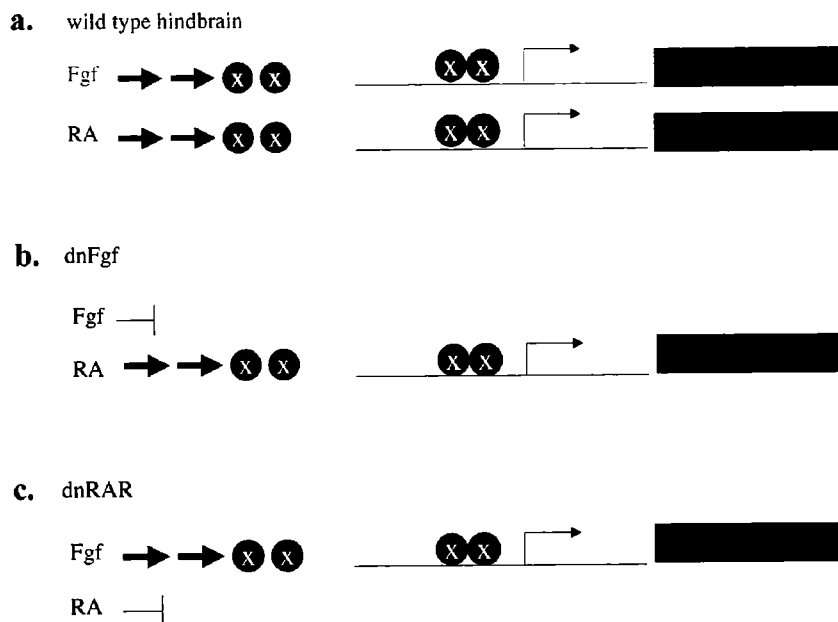 a. wild type hindbrain
Fgf X X X X
RA X X X X
b. dnFgf
Fgf
RA X X X X
c. dnRAR
Fgf X X X X
RA